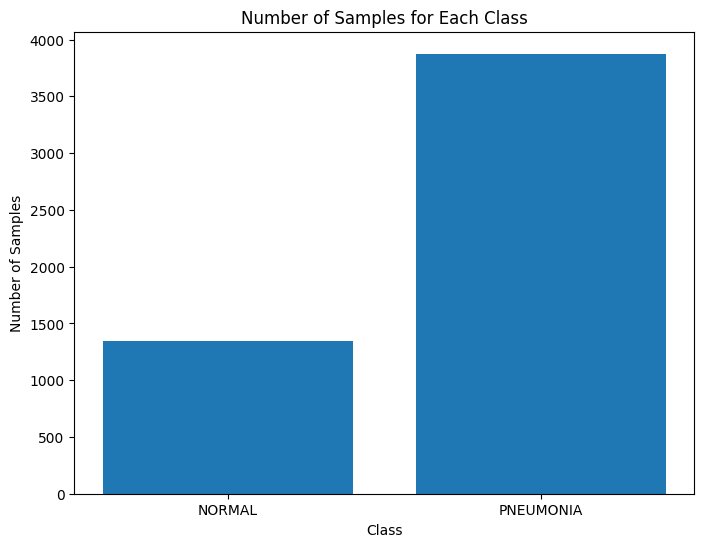 Number of Samples for Each Class
Number of Samples
4000
3500
3000
2500
2000
1500
1000
500
0
NORMAL
PNEUMONIA
Class